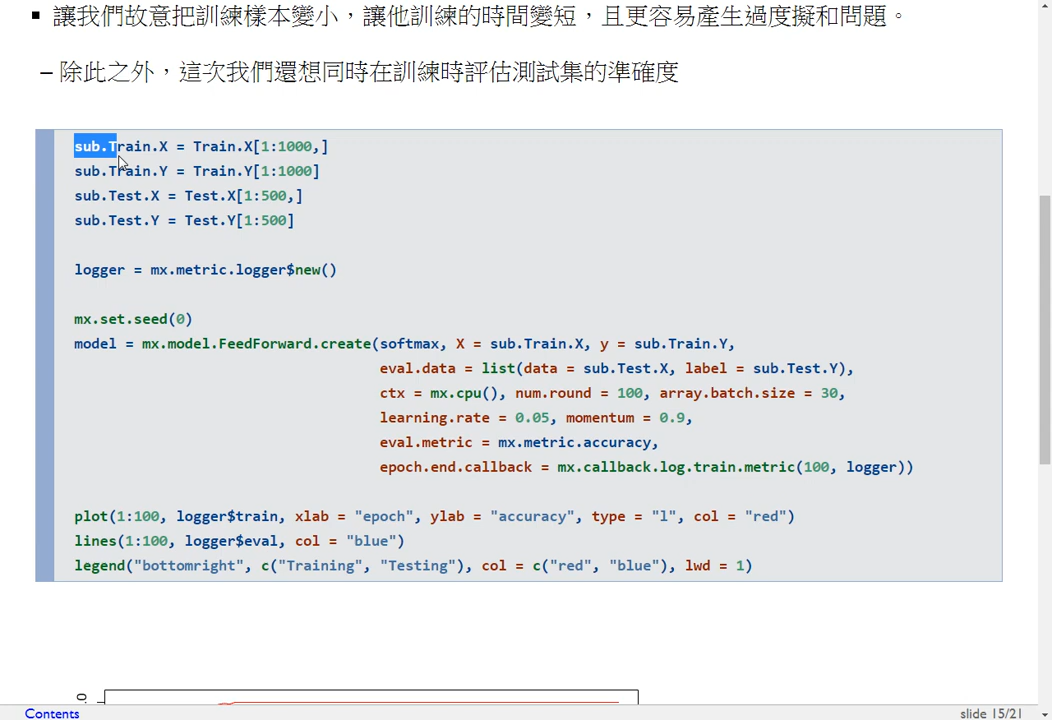 ▪ 讓我們故意把訓練樣本變小，讓他訓練的時間變短，且更容易產生過度擬和問題。
– 除此之外，這次我們還想同時在訓練時評估測試集的準確度
sub.Train.X = Train.X[1:1000,]
sub.Train.Y = Train.Y[1:1000]
sub.Test.X = Test.X[1:500,]
sub.Test.Y = Test.Y[1:500]
logger = mx.metric.logger$new()
mx.set.seed(0)
model = mx.model.FeedForward.create(softmax, X = sub.Train.X, y = sub.Train.Y,
eval.data = list(data = sub.Test.X, label = sub.Test.Y),
ctx = mx.cpu(), num.round = 100, array.batch.size = 30,
learning.rate = 0.05, momentum = 0.9,
eval.metric = mx.metric.accuracy,
epoch.end.callback = mx.callback.log.train.metric(100, logger))
plot(1:100, logger$train, xlab = "epoch", ylab = "accuracy", type = "l", col = "red")
lines(1:100, logger$eval, col = "blue")
legend("bottomright", c("Training", "Testing"), col = c("red", "blue"), lwd = 1)
Contents
slide 15/21